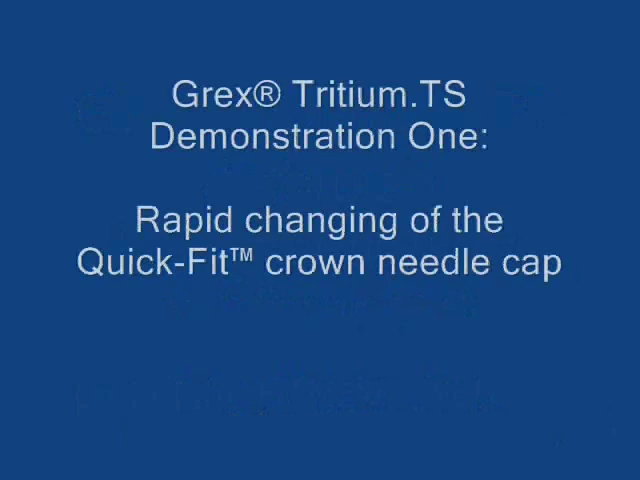 Grex® Tritium.TS
Demonstration One:
Rapid changing of the
Quick-Fit™ crown needle cap